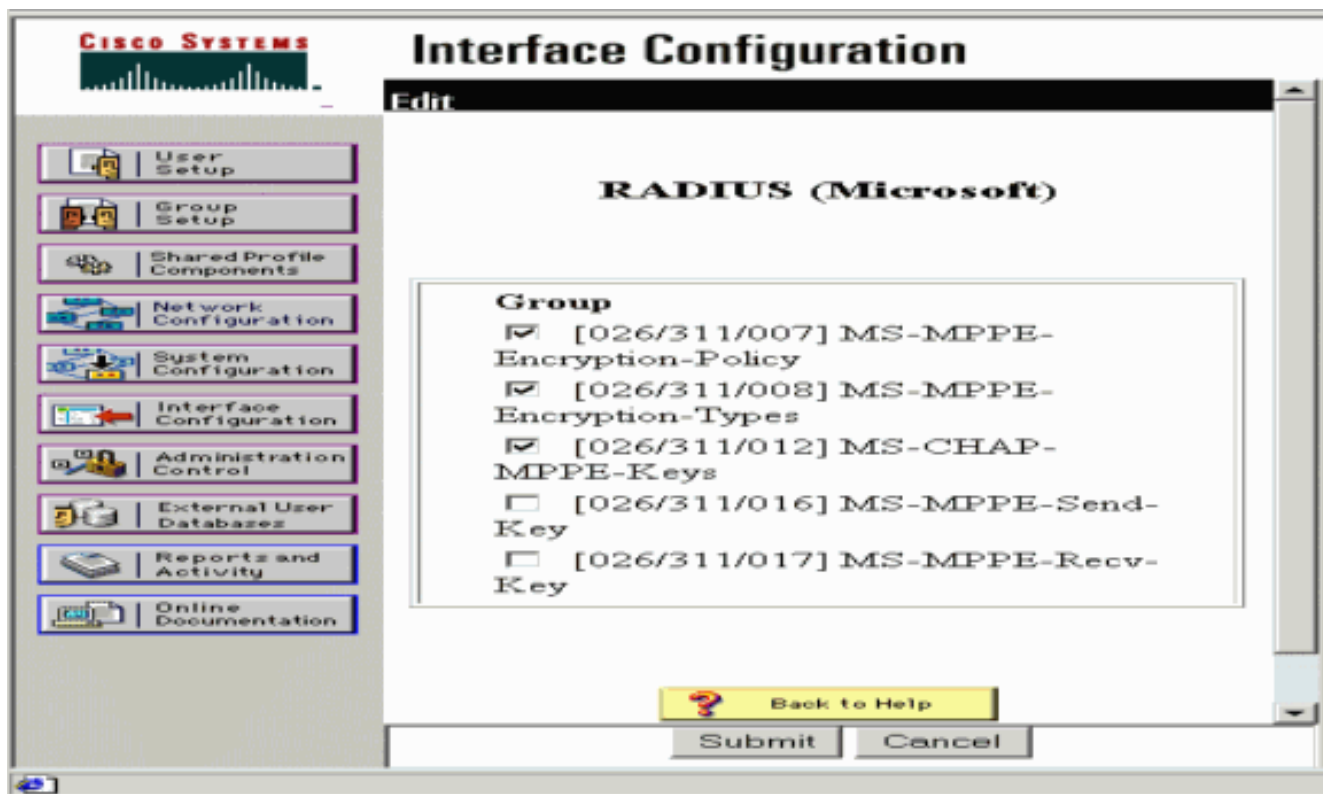 CISCO SYSTEMS
Interface Configuration
Edit
User
Setup
Group
Setup
Shared Profile
Components
Network
Configuration
System
Configuration
Interface
Configuration
Administration
Control
External User
Databases
Reports and
Activity
Online
Documentation
RADIUS (Microsoft)
Group
[026/311/007] MS-MPPE-
Encryption-Policy
[026/311/008] MS-MPPE-
Encryption-Types
[026/311/012] MS-CHAP-
MPPE-Keys
[026/311/016] MS-MPPE-Send-
Key
[026/311/017] MS-MPPE-Recv-
Key
? Back to Help
Submit Cancel